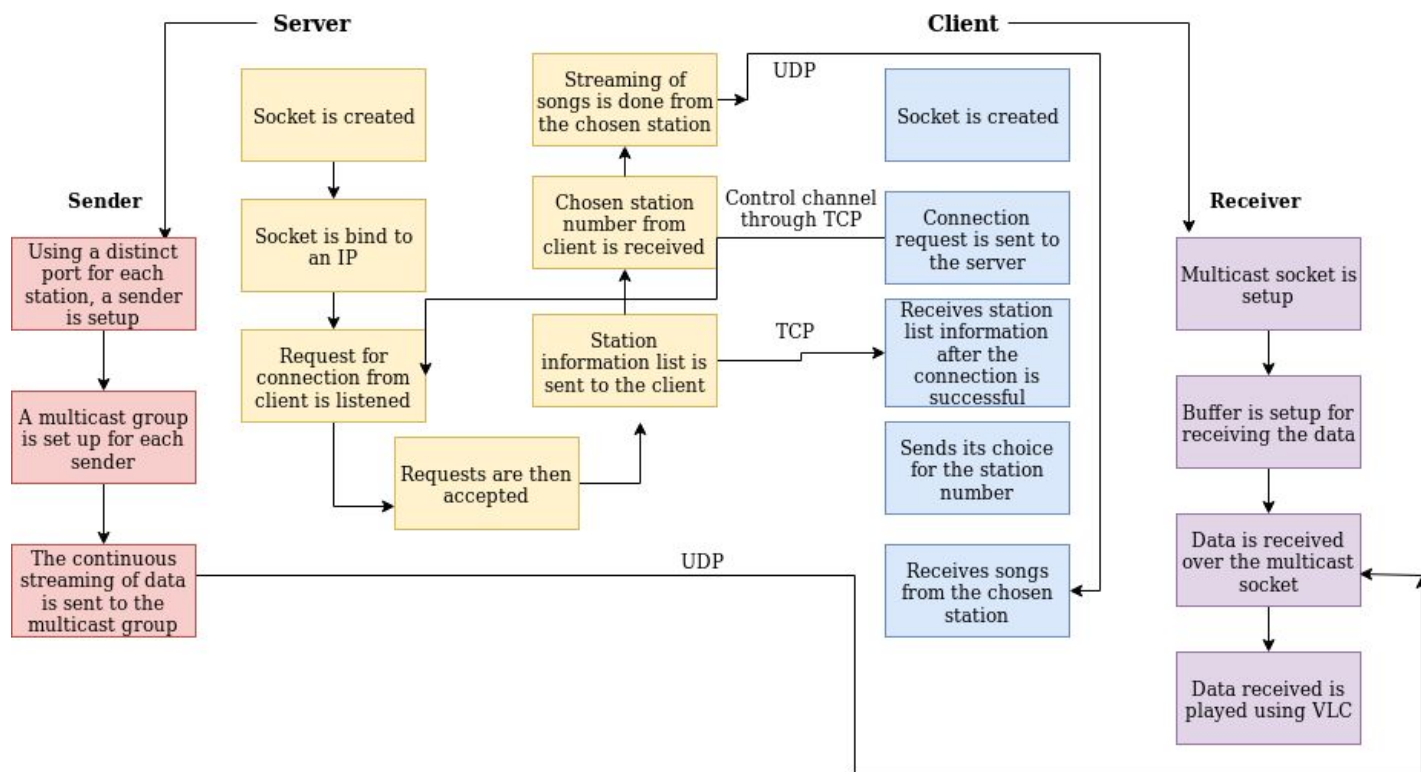 Server
Client
Sender
Using a distinct
port for each
station, a sender
is setup
A multicast group
is set up for each
sender
The continuous
streaming of data
is sent to the
multicast group
Socket is created
Socket is bind to
an IP
Request for
connection from
client is listened
Requests are then
accepted
Streaming of
songs is done from
the chosen station
Chosen station
number from
client is received
Station
information list is
sent to the client
UDP
Control channel
through TCP
TCP
UDP
Socket is created
Connection
request is sent to
the server
Receives station
list information
after the
connection is
successful
Sends its choice
for the station
number
Receives songs
from the chosen
station
Receiver
Multicast socket is
setup
Buffer is setup for
receiving the data
Data is received
over the multicast
socket
Data received is
played using VLC